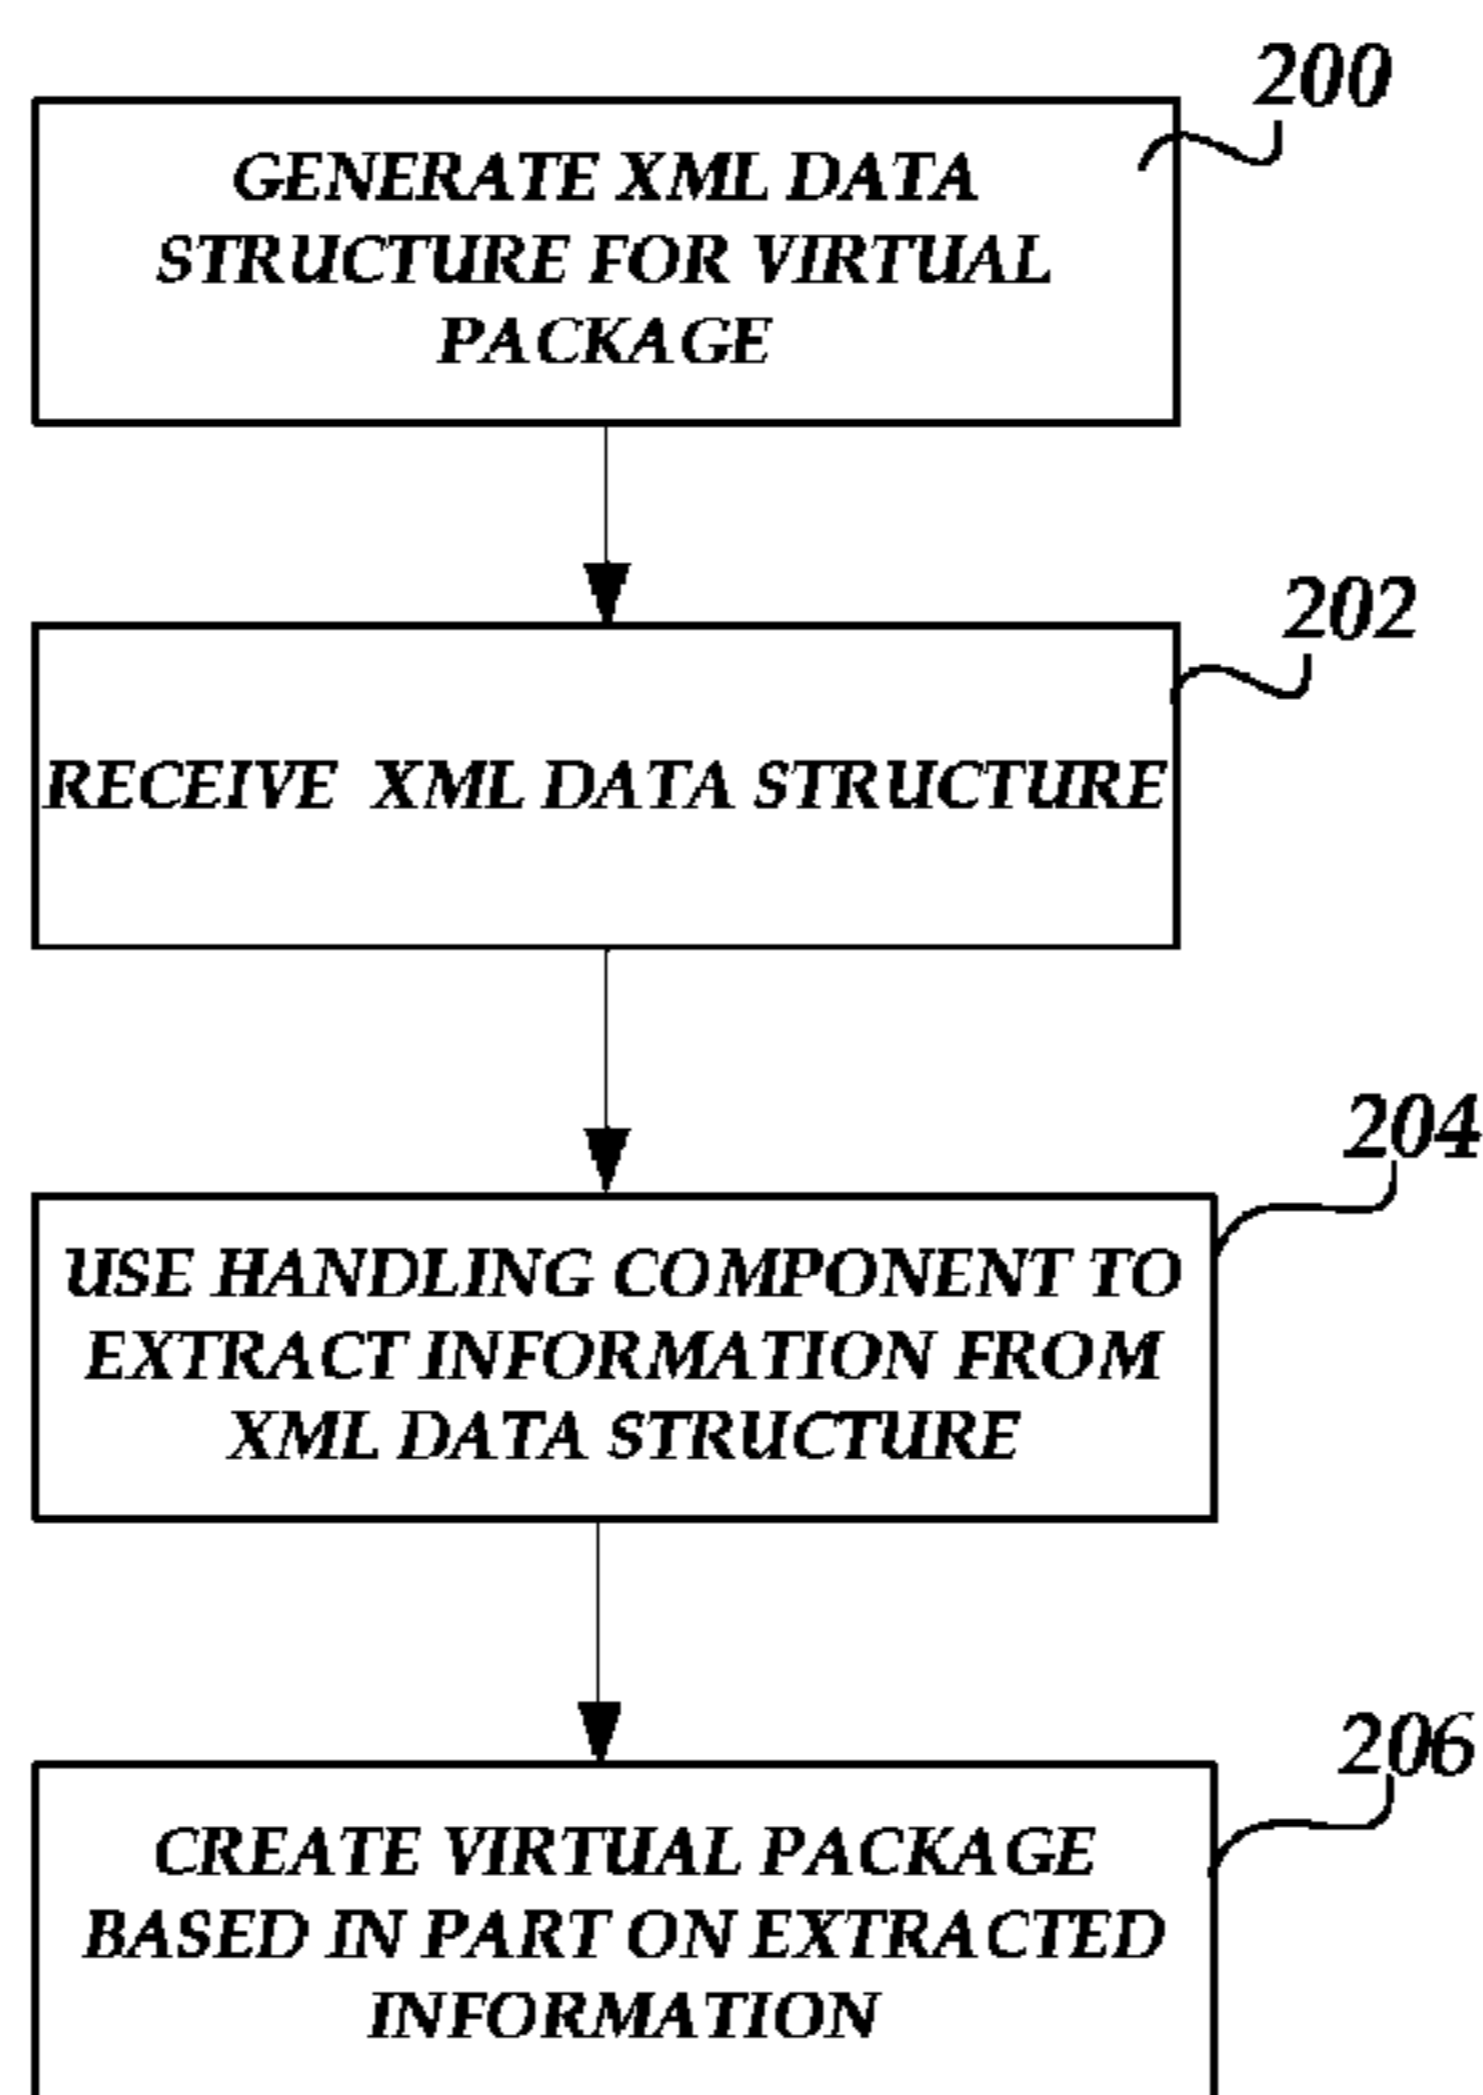 200
GENERATE XML DATA
STRUCTURE FOR VIRTUAL
PACKAGE
202
RECEIVE XML DATA STRUCTURE
204
USE HANDLING COMPONENT TO
EXTRACT INFORMATION FROM
XML DATA STRUCTURE
206
CREATE VIRTUAL PACKAGE
BASED IN PART ON EXTRACTED
INFORMATION